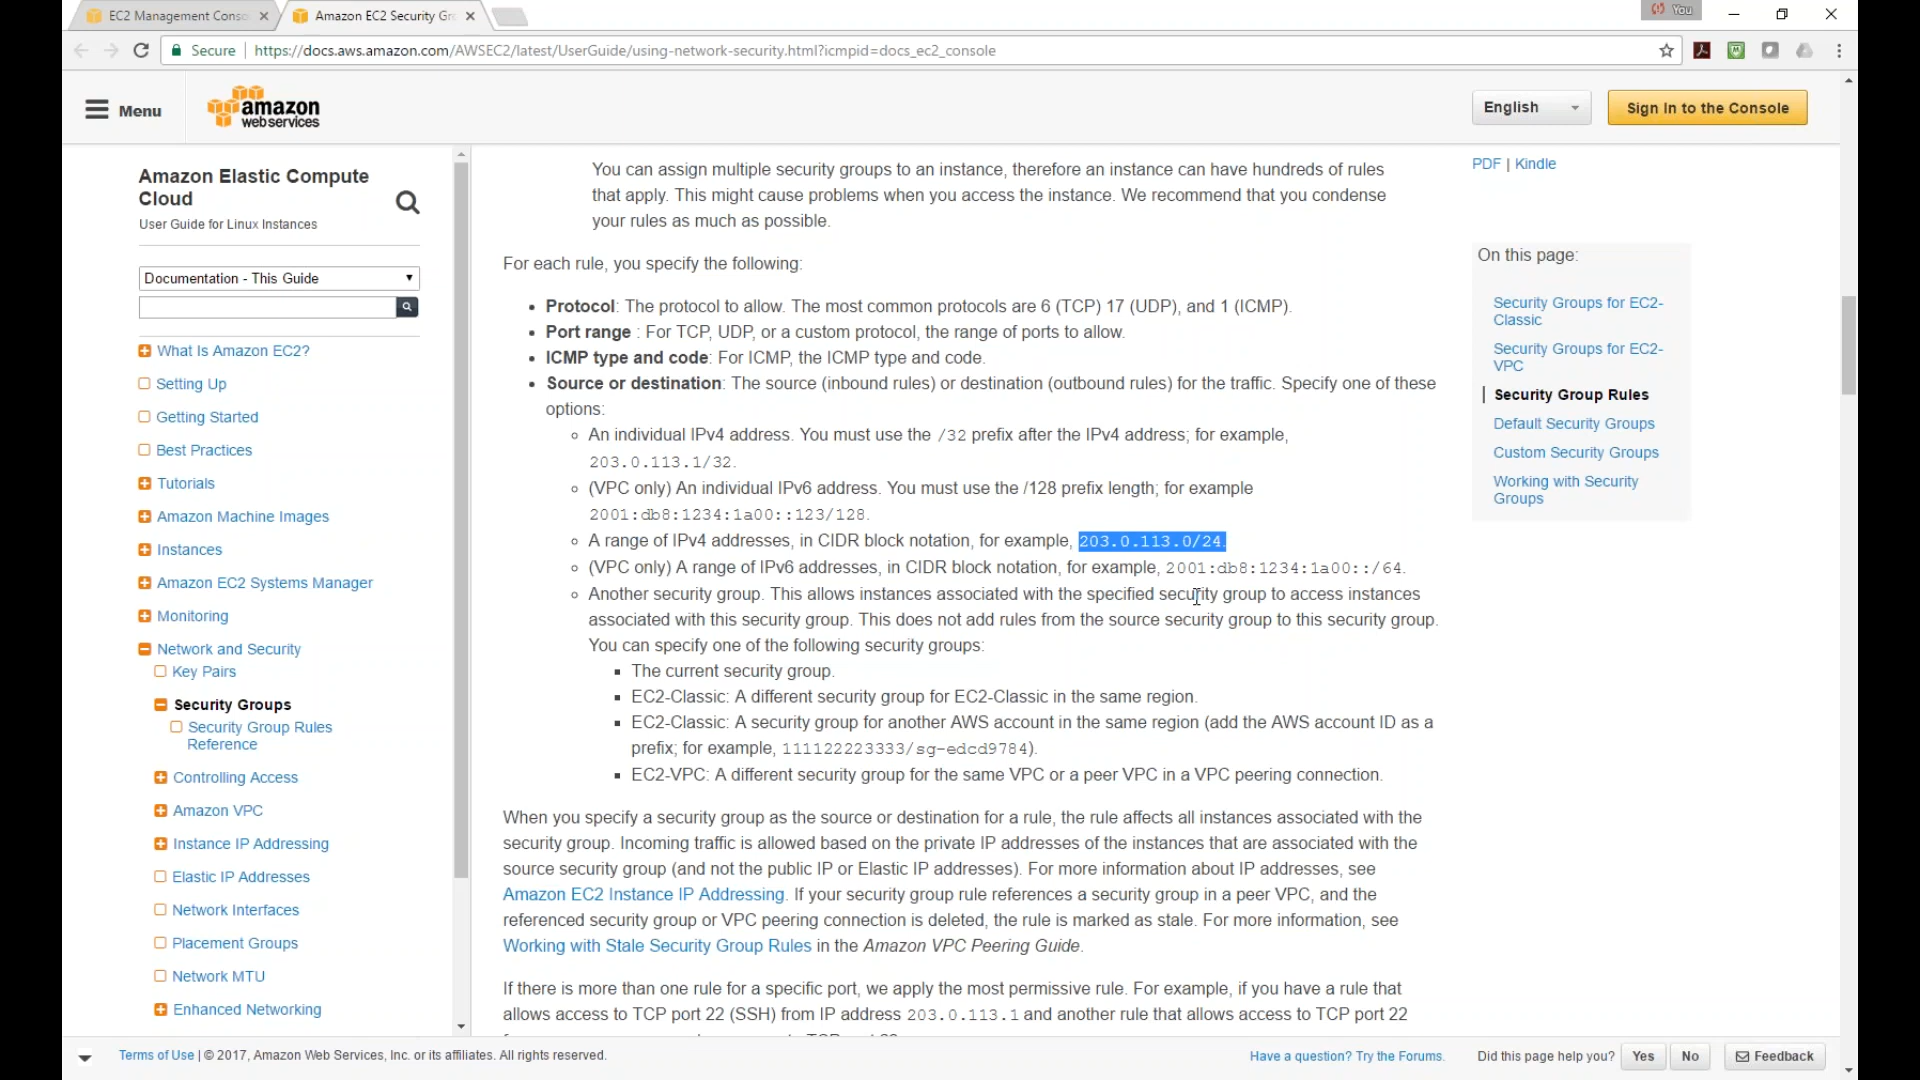 EC2 Management Conso
Amazon EC2 Security Gr
You
Secure
https://docs.aws.amazon.com/AWSEC2/latest/UserGuide/using-network-security.html?icmpid=docs_ec2_console
Menu
amazon
webservices
English
Sign In to the Console
Amazon Elastic Compute
Cloud
User Guide for Linux Instances
Documentation - This Guide
What Is Amazon EC2?
Setting Up
Getting Started
Best Practices
Tutorials
Amazon Machine Images
Instances
Amazon EC2 Systems Manager
Monitoring
Network and Security
Key Pairs
Security Groups
Security Group Rules
Reference
Controlling Access
Amazon VPC
Instance IP Addressing
Elastic IP Addresses
Network Interfaces
Placement Groups
Network MTU
Enhanced Networking
You can assign multiple security groups to an instance, therefore an instance can have hundreds of rules
that apply. This might cause problems when you access the instance. We recommend that you condense
your rules as much as possible.
For each rule, you specify the following:
• Protocol: The protocol to allow. The most common protocols are 6 (TCP) 17 (UDP), and 1 (ICMP).
• Port range : For TCP, UDP, or a custom protocol, the range of ports to allow.
• ICMP type and code: For ICMP, the ICMP type and code.
• Source or destination: The source (inbound rules) or destination (outbound rules) for the traffic. Specify one of these
options:
An individual IPv4 address. You must use the /32 prefix after the IPv4 address; for example,
203.0.113.1/32.
(VPC only) An individual IPv6 address. You must use the /128 prefix length; for example
2001:db8:1234:1a00::123/128.
A range of IPv4 addresses, in CIDR block notation, for example, 203.0.113.0/24.
(VPC only) A range of IPv6 addresses, in CIDR block notation, for example, 2001:db8:1234:1a00::/64.
Another security group. This allows instances associated with the specified security group to access instances
associated with this security group. This does not add rules from the source security group to this security group.
You can specify one of the following security groups:
The current security group.
EC2-Classic: A different security group for EC2-Classic in the same region.
EC2-Classic: A security group for another AWS account in the same region (add the AWS account ID as a
prefix; for example, 111122223333/sg-edcd9784).
EC2-VPC: A different security group for the same VPC or a peer VPC in a VPC peering connection.
When you specify a security group as the source or destination for a rule, the rule affects all instances associated with the
security group. Incoming traffic is allowed based on the private IP addresses of the instances that are associated with the
source security group (and not the public IP or Elastic IP addresses). For more information about IP addresses, see
Amazon EC2 Instance IP Addressing. If your security group rule references a security group in a peer VPC, and the
referenced security group or VPC peering connection is deleted, the rule is marked as stale. For more information, see
Working with Stale Security Group Rules in the Amazon VPC Peering Guide.
If there is more than one rule for a specific port, we apply the most permissive rule. For example, if you have a rule that
allows access to TCP port 22 (SSH) from IP address 203.0.113.1 and another rule that allows access to TCP port 22
PDF | Kindle
On this page:
Security Groups for EC2-
Classic
Security Groups for EC2-
VPC
Security Group Rules
Default Security Groups
Custom Security Groups
Working with Security
Groups
Terms of Use | © 2017, Amazon Web Services, Inc. or its affiliates. All rights reserved.
Have a question? Try the Forums.
Did this page help you?
Yes
No
Feedback